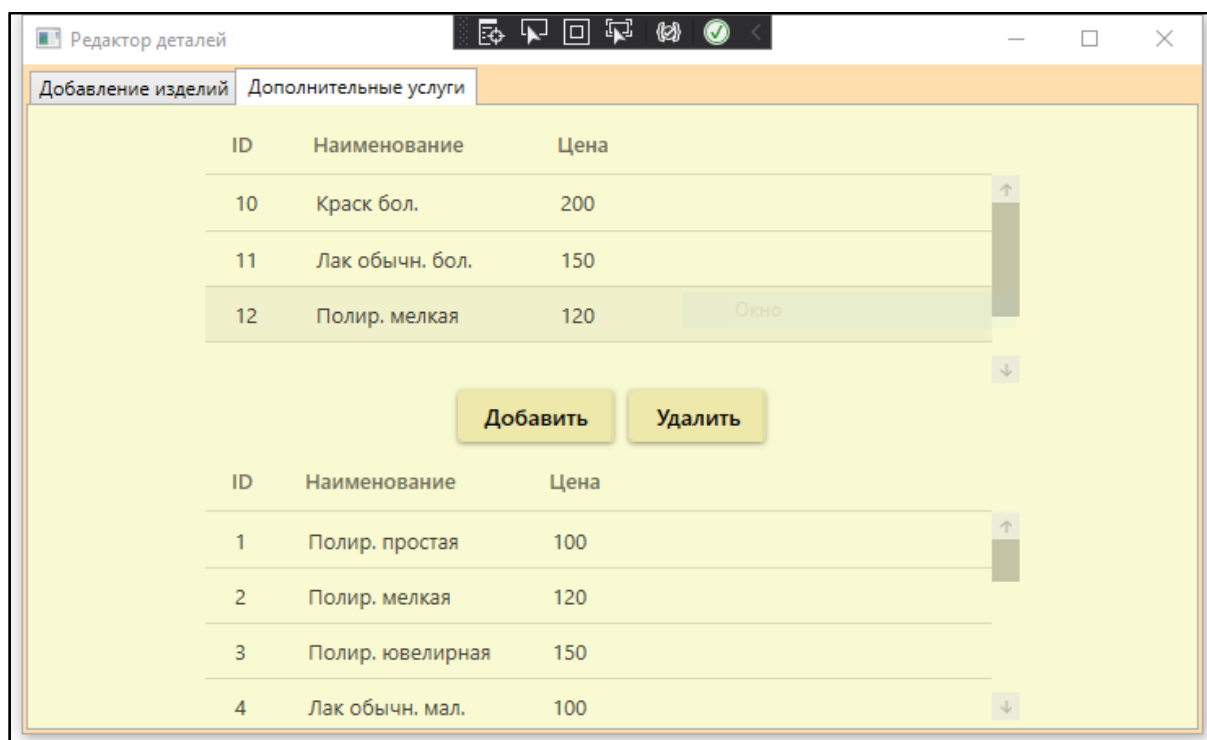 Редактор деталей
Добавление изделий Дополнительные услуги
ID Наименование Цена
10 Краск бол. 200
11 Лак обычн. бол. 150
12 Полир. мелкая 120 Окно
Добавить Удалить
ID Наименование Цена
1 Полир. простая 100
2 Полир. мелкая 120
3 Полир. ювелирная 150
4 Лак обычн. мал. 100